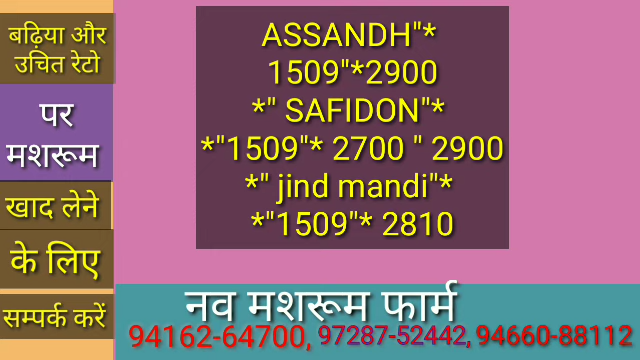 बढ़िया और
उचित रेटो
पर
मशरूम
खाद लेने
के लिए
सम्पर्क करें
ASSANDH"*
1509"*2900
*" SAFIDON"*
*"1509"* 2700 " 2900
*" jind mandi"*
*"1509"* 2810
नव मशरूम फार्म
94162-64700, 97287-52442, 94660-88112